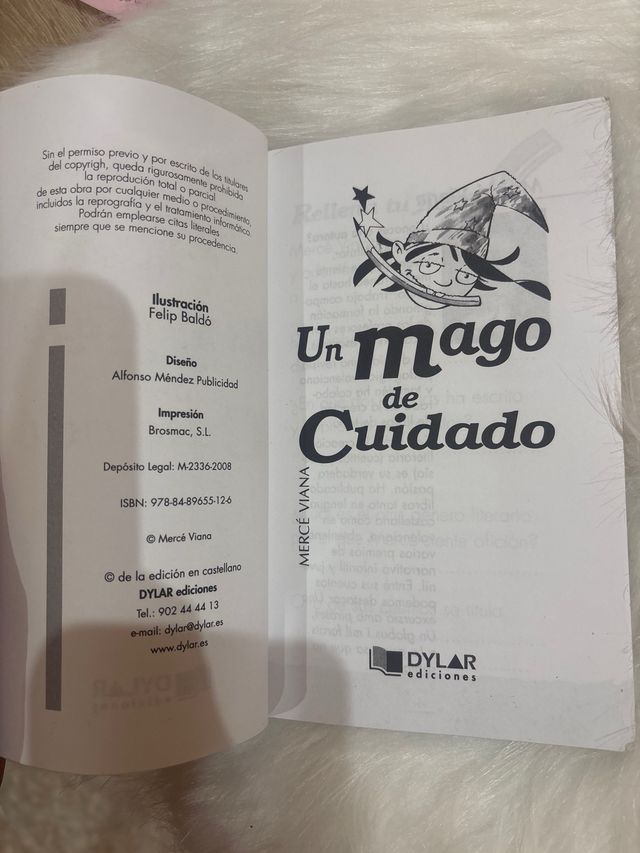 Sin el permiso previo y por escrito de los titulares
del copyrigh, queda rigurosamente prohibida
la reprodución total o parcial
de esta obra por cualquier medio o procedimiento,
incluidos la reprografía y el tratamiento informático.
Podrán emplearse citas literales
siempre que se mencione su procedencia.
Ilustración
Felip Baldó
Diseño
Alfonso Méndez Publicidad
Impresión
Brosmac, S.L.
Depósito Legal: M-2336-2008
ISBN: 978-84-89655-12-6
© Mercé Viana
© de la edición en castellano
DYLAR ediciones
Tel.: 902 44 44 13
e-mail: dylar@dylar.es
www.dylar.es
Un mago
de
Cuidado
MERCÉ VIANA
DYLAR
ediciones